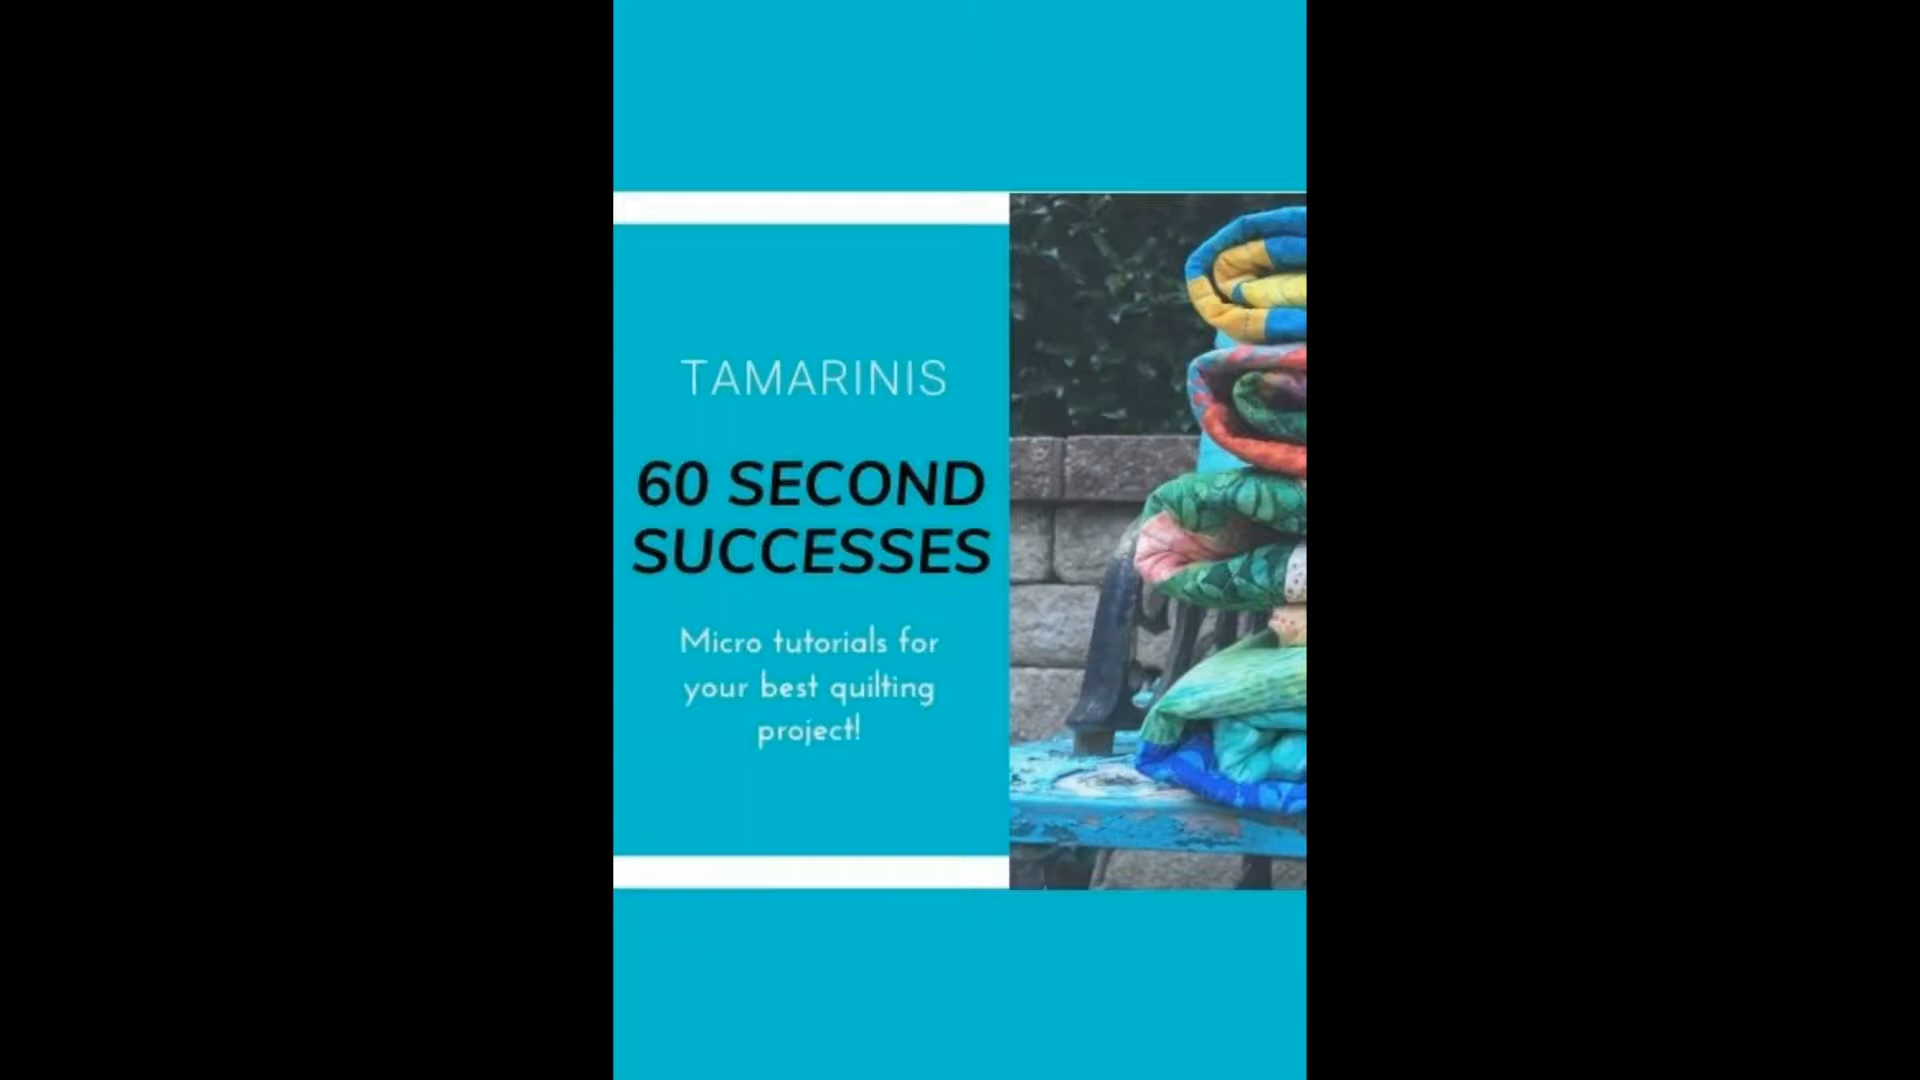 TAMARINIS
60 SECOND
SUCCESSES
Micro tutorials for
your best quilting
project!